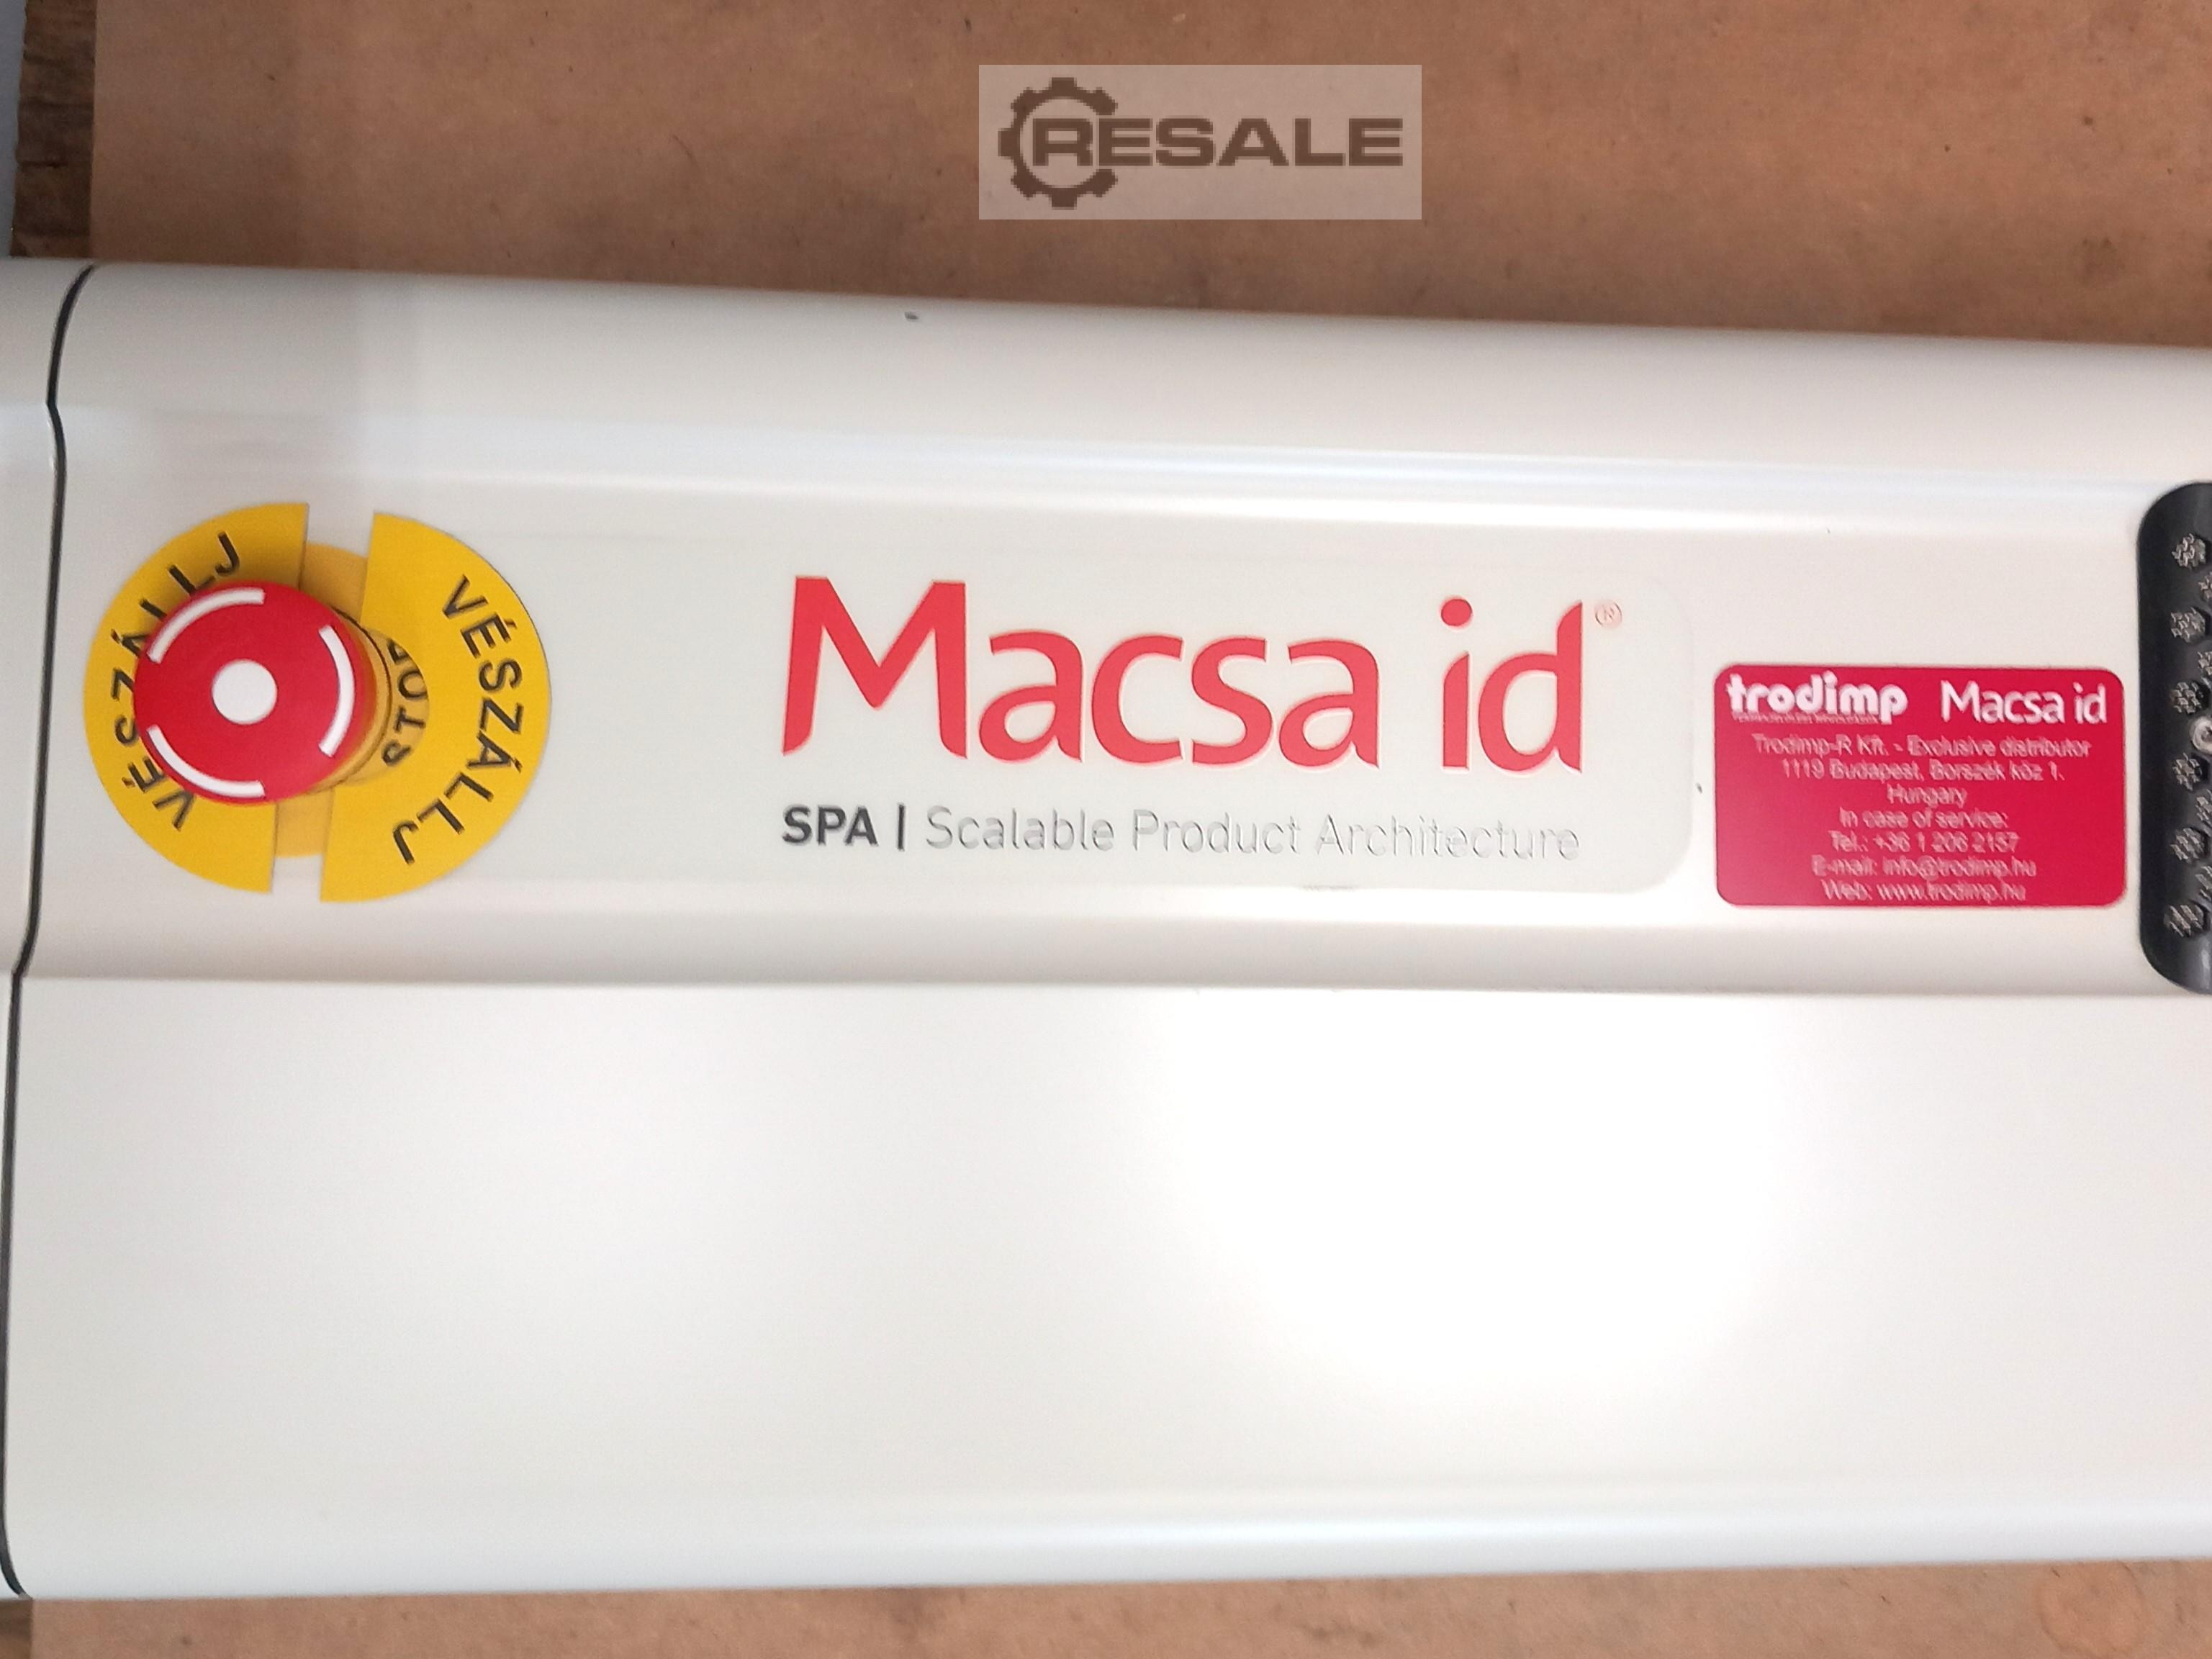 RESALE
VÉSZÁLLJ
STOP
VÉSZÁLLJ
Macsa id®
SPA | Scalable Product Architecture
trodimp Macsa id
Trodimp-R Kft. - Exclusive distributor
1119 Budapest, Borszék köz 1.
Hungary
In case of service:
Tel.: +36 1 206 2157
E-mail: info@trodimp.hu
Web: www.trodimp.hu